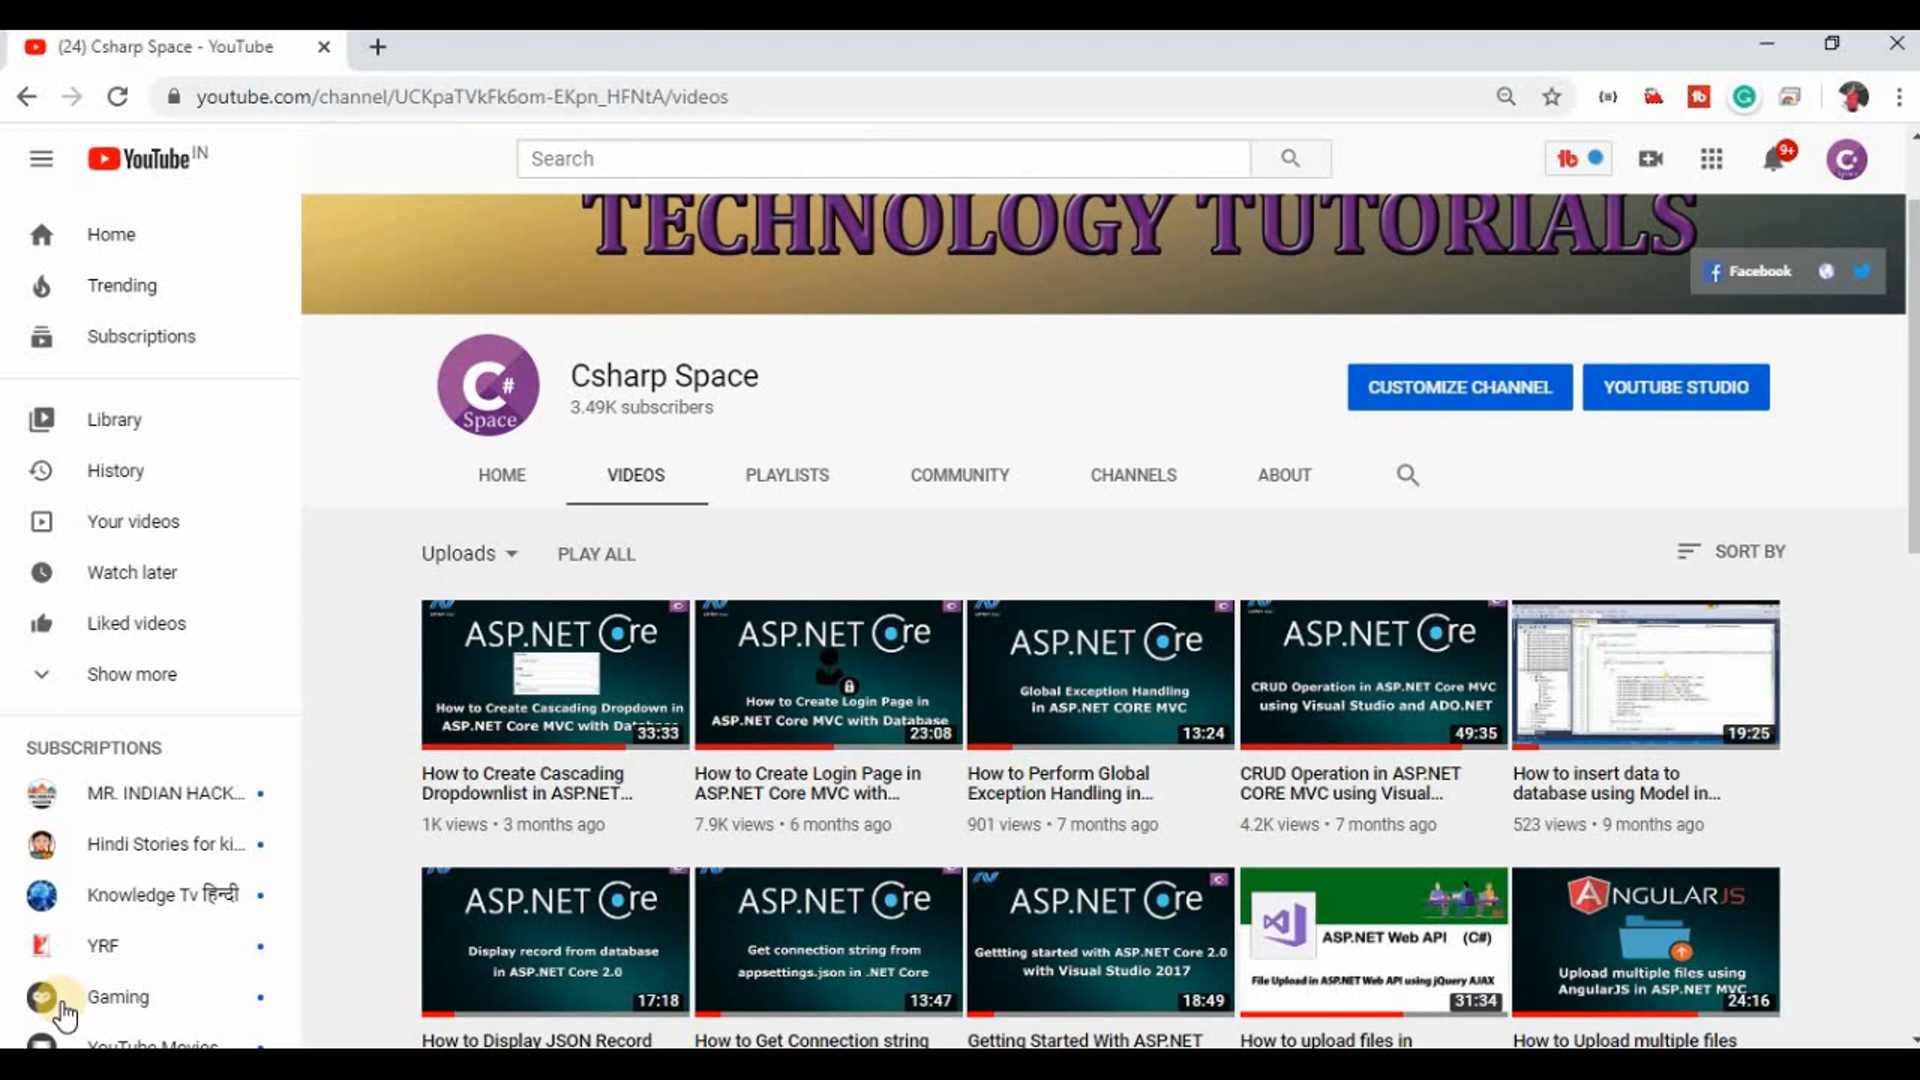 (24) Csharp Space - YouTube
youtube.com/channel/UCKpaTVkFk6om-EKpn_HFNtA/videos
YouTube IN
Search
9+
TECHNOLOGY TUTORIALS
Facebook
Home
Trending
Subscriptions
Library
History
Your videos
Watch later
Liked videos
Show more
SUBSCRIPTIONS
MR. INDIAN HACK...
Hindi Stories for ki...
Knowledge Tv हिन्दी
YRF
Gaming
YouTube Movies
C# Space
Csharp Space
3.49K subscribers
CUSTOMIZE CHANNEL
YOUTUBE STUDIO
HOME
VIDEOS
PLAYLISTS
COMMUNITY
CHANNELS
ABOUT
Uploads
PLAY ALL
SORT BY
ASP.NET Core
How to Create Cascading Dropdown in
ASP.NET Core MVC with Database
33:33
How to Create Cascading
Dropdownlist in ASP.NET...
1K views • 3 months ago
ASP.NET Core
How to Create Login Page in
ASP.NET Core MVC with Database
23:08
How to Create Login Page in
ASP.NET Core MVC with...
7.9K views • 6 months ago
ASP.NET Core
Global Exception Handling
in ASP.NET CORE MVC
13:24
How to Perform Global
Exception Handling in...
901 views • 7 months ago
ASP.NET Core
CRUD Operation in ASP.NET Core MVC
using Visual Studio and ADO.NET
49:35
CRUD Operation in ASP.NET
CORE MVC using Visual...
4.2K views • 7 months ago
19:25
How to insert data to
database using Model in...
523 views • 9 months ago
ASP.NET Core
Display record from database
in ASP.NET Core 2.0
17:18
How to Display JSON Record
ASP.NET Core
Get connection string from
appsettings.json in .NET Core
13:47
How to Get Connection string
ASP.NET Core
Gettting started with ASP.NET Core 2.0
with Visual Studio 2017
18:49
Getting Started With ASP.NET
ASP.NET Web API (C#)
File Upload in ASP.NET Web API using jQuery AJAX
31:34
How to upload files in
ANGULARJS
Upload multiple files using
AngularJS in ASP.NET MVC
24:16
How to Upload multiple files